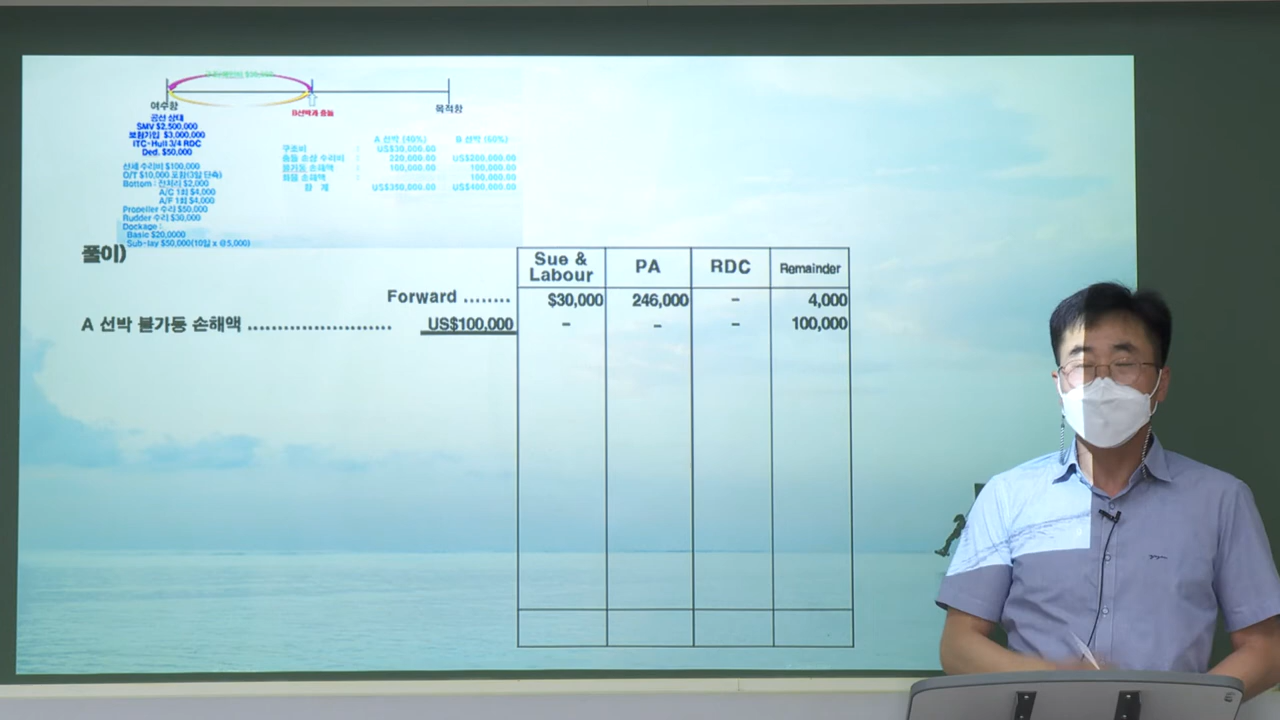 여수항
B선박과 충돌
목적항
공선 상태
SMV $2,500,000
보험가입 $3,000,000
ITC-Hull 3/4 RDC
Ded. $50,000
선체 수리비 $100,000
O/T $10,000 포함(3일 단축)
Bottom : 전처리 $2,000
A/C 1회 $4,000
A/F 1회 $4,000
Propeller 수리 $50,000
Rudder 수리 $30,000
Dockage :
Basic $20,0000
Sub-lay $50,000(10일 x @5,000)
A 선박 (40%) B 선박 (60%)
구조비 : US$30,000.00
충돌 손상 수리비 : 220,000.00 US$200,000.00
불가동 손해액 : 100,000.00 100,000.00
화물 손해액 : 100,000.00
합 계 US$350,000.00 US$400,000.00
풀이)
Sue & Labour PA RDC Remainder
Forward ........ $30,000 246,000 - 4,000
A 선박 불가동 손해액 ........................ US$100,000 - - - 100,000